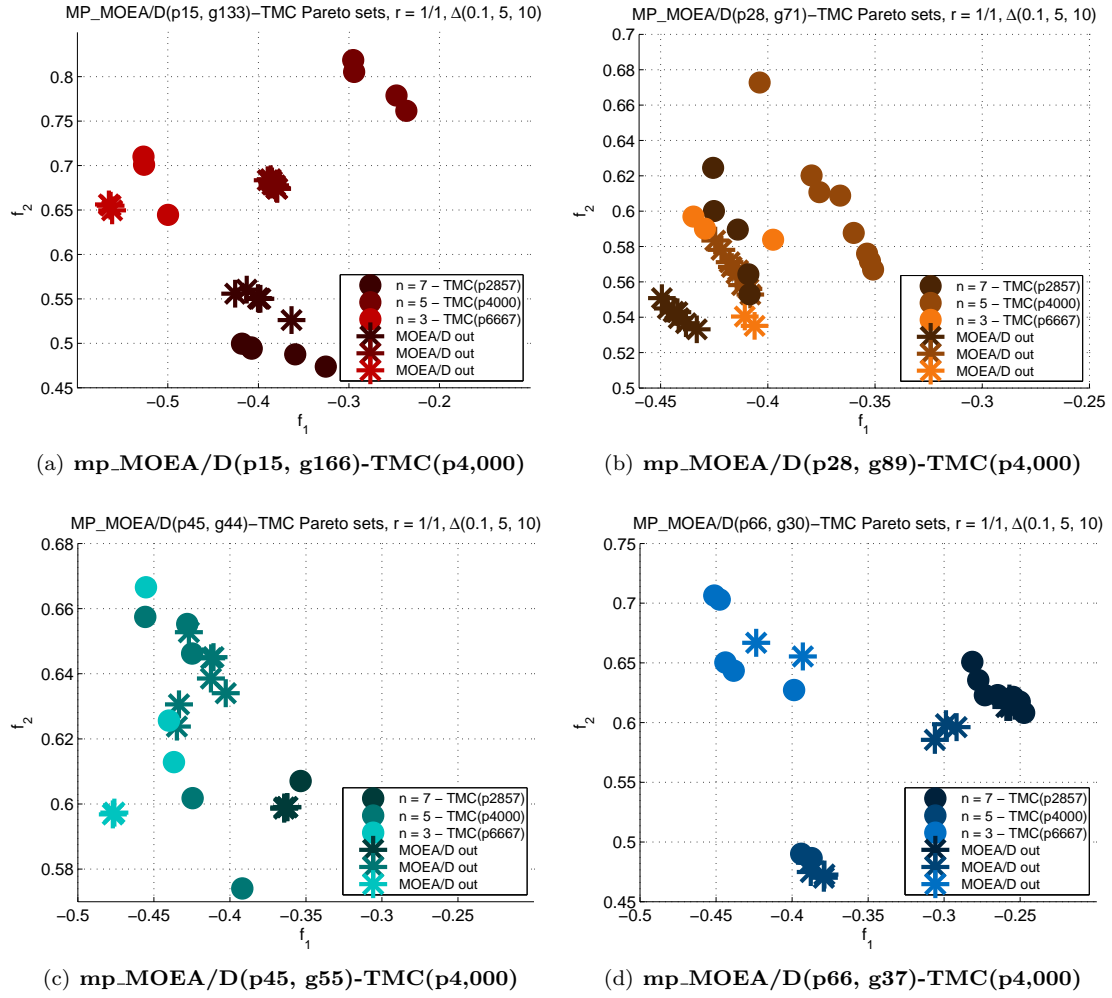 MP_MOEA/D(p15, g133)−TMC Pareto sets, r = 1/1, Δ(0.1, 5, 10)
0.8
0.75
0.7
0.65
0.6
0.55
0.5
0.45
f2
−0.5 −0.4 −0.3 −0.2
f1
n = 7 − TMC(p2857)
n = 5 − TMC(p4000)
n = 3 − TMC(p6667)
MOEA/D out
MOEA/D out
MOEA/D out
(a) mp_MOEA/D(p15, g166)-TMC(p4,000)
MP_MOEA/D(p28, g71)−TMC Pareto sets, r = 1/1, Δ(0.1, 5, 10)
0.7
0.68
0.66
0.64
0.62
0.6
0.58
0.56
0.54
0.52
0.5
f2
−0.45 −0.4 −0.35 −0.3 −0.25
f1
n = 7 − TMC(p2857)
n = 5 − TMC(p4000)
n = 3 − TMC(p6667)
MOEA/D out
MOEA/D out
MOEA/D out
(b) mp_MOEA/D(p28, g89)-TMC(p4,000)
MP_MOEA/D(p45, g44)−TMC Pareto sets, r = 1/1, Δ(0.1, 5, 10)
0.68
0.66
0.64
0.62
0.6
0.58
f2
−0.5 −0.45 −0.4 −0.35 −0.3 −0.25
f1
n = 7 − TMC(p2857)
n = 5 − TMC(p4000)
n = 3 − TMC(p6667)
MOEA/D out
MOEA/D out
MOEA/D out
(c) mp_MOEA/D(p45, g55)-TMC(p4,000)
MP_MOEA/D(p66, g30)−TMC Pareto sets, r = 1/1, Δ(0.1, 5, 10)
0.75
0.7
0.65
0.6
0.55
0.5
0.45
f2
−0.5 −0.45 −0.4 −0.35 −0.3 −0.25
f1
n = 7 − TMC(p2857)
n = 5 − TMC(p4000)
n = 3 − TMC(p6667)
MOEA/D out
MOEA/D out
MOEA/D out
(d) mp_MOEA/D(p66, g37)-TMC(p4,000)